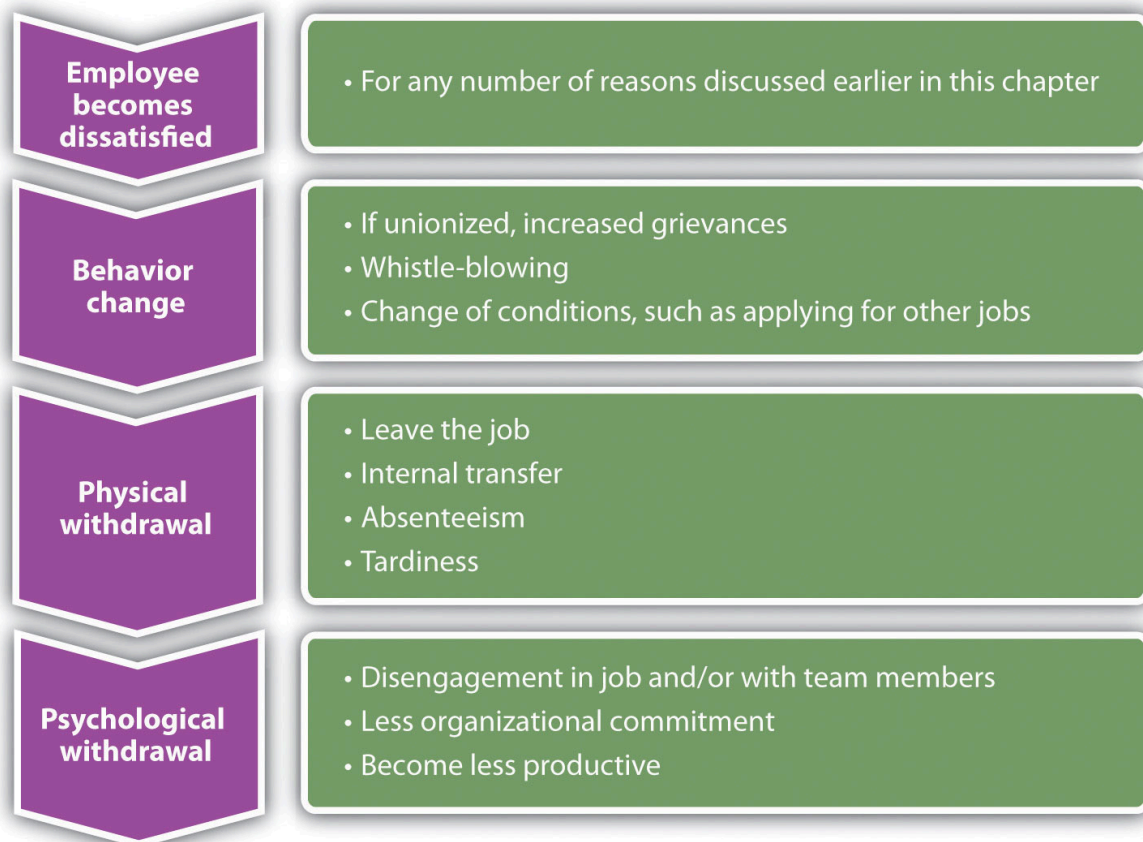 Employee
becomes
dissatisfied
• For any number of reasons discussed earlier in this chapter
Behavior
change
• If unionized, increased grievances
• Whistle-blowing
• Change of conditions, such as applying for other jobs
Physical
withdrawal
• Leave the job
• Internal transfer
• Absenteeism
• Tardiness
Psychological
withdrawal
• Disengagement in job and/or with team members
• Less organizational commitment
• Become less productive